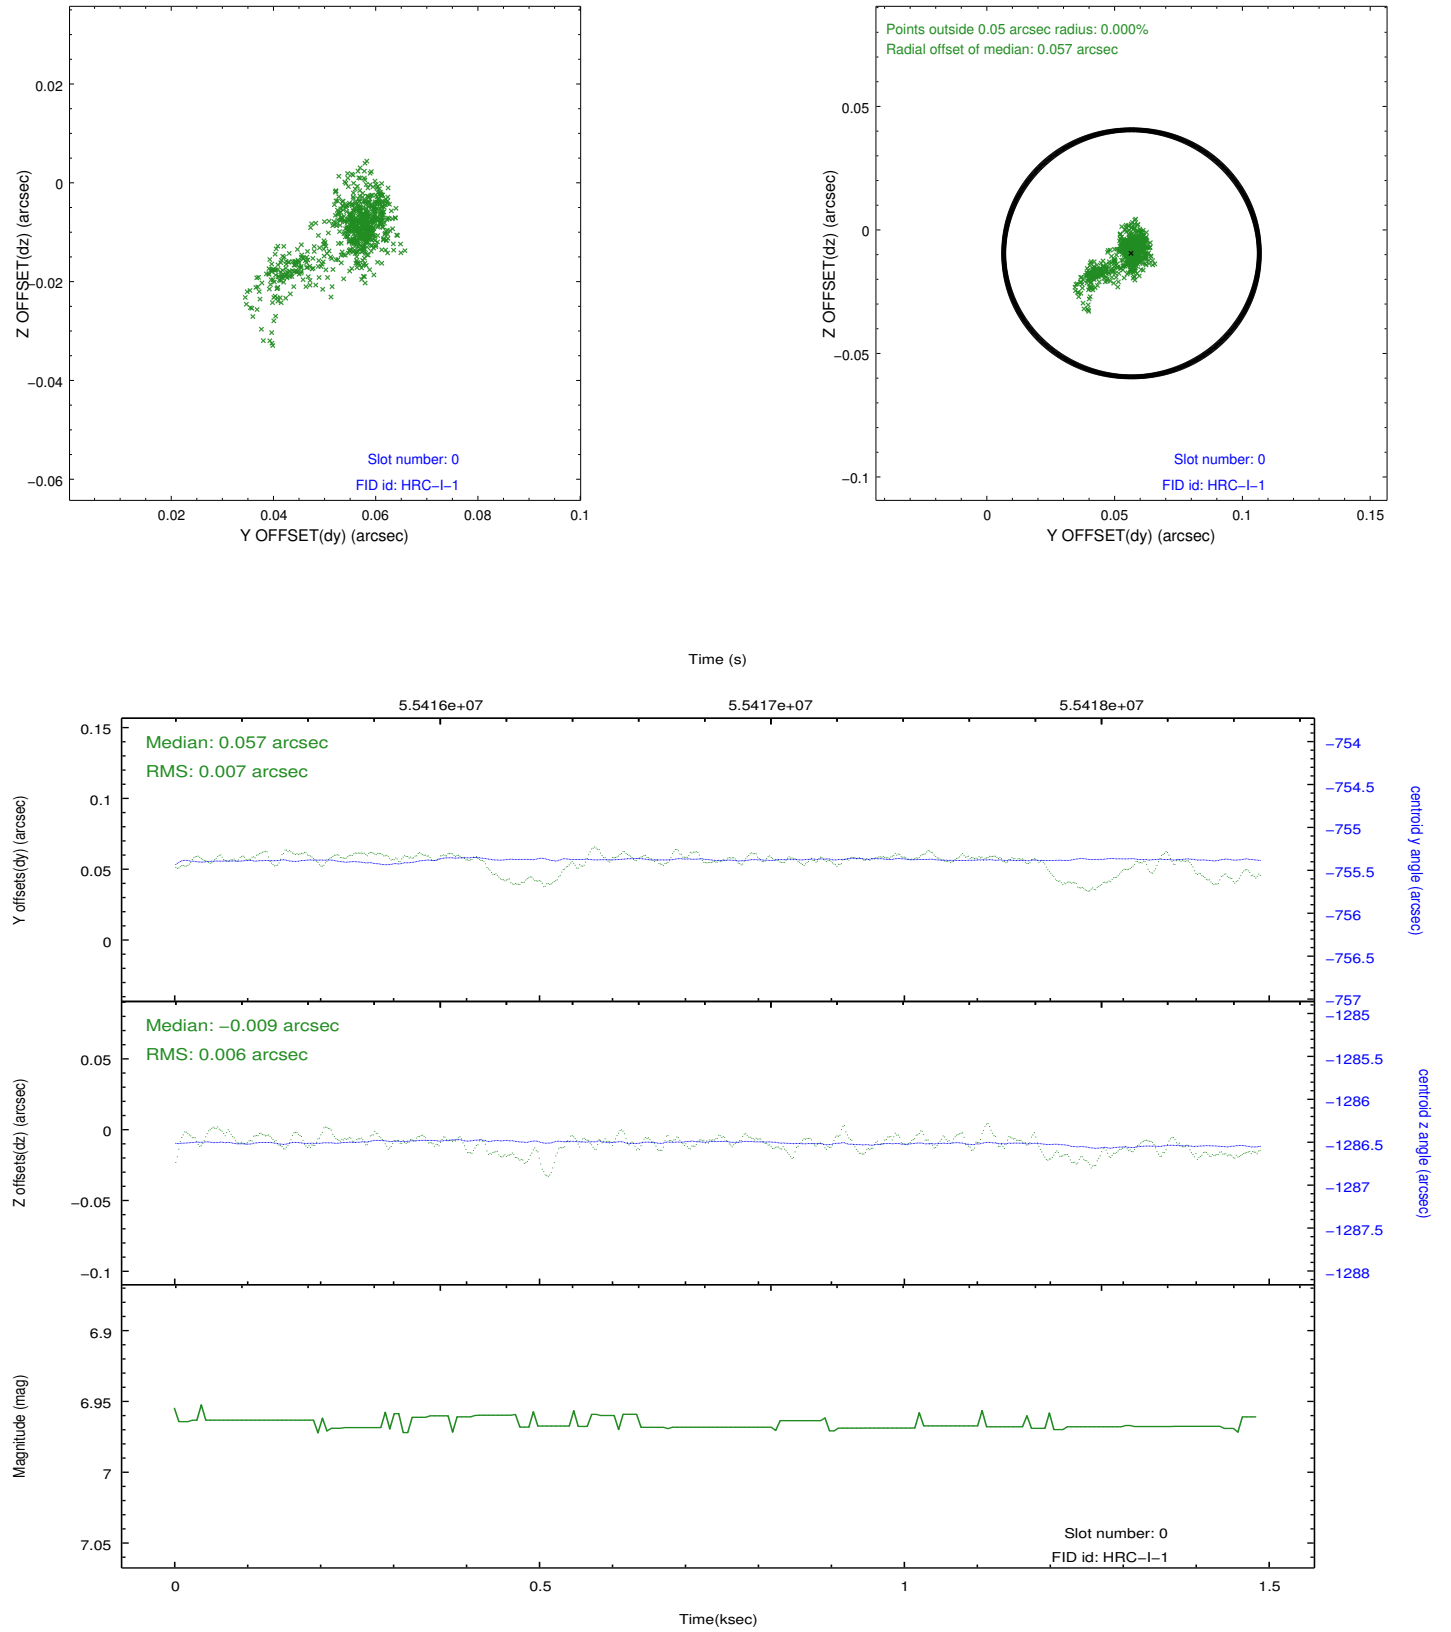 0.02
0
−0.02
−0.04
−0.06
Z OFFSET(dz) (arcsec)
Slot number: 0
FID id: HRC−I−1
0.02 0.04 0.06 0.08 0.1
Y OFFSET(dy) (arcsec)
Points outside 0.05 arcsec radius: 0.000%
Radial offset of median: 0.057 arcsec
0.05
0
−0.05
−0.1
Z OFFSET(dz) (arcsec)
Slot number: 0
FID id: HRC−I−1
0 0.05 0.1 0.15
Y OFFSET(dy) (arcsec)
Time (s)
5.5416e+07 5.5417e+07 5.5418e+07
Median: 0.057 arcsec
RMS: 0.007 arcsec
0.15
0.1
0.05
0
Y offsets(dy) (arcsec)
−754
−754.5
−755
−755.5
−756
−756.5
−757
centroid y angle (arcsec)
Median: −0.009 arcsec
RMS: 0.006 arcsec
0.05
0
−0.05
−0.1
Z offsets(dz) (arcsec)
−1285
−1285.5
−1286
−1286.5
−1287
−1287.5
−1288
centroid z angle (arcsec)
6.9
6.95
7
7.05
Magnitude (mag)
Slot number: 0
FID id: HRC−I−1
0 0.5 1 1.5
Time(ksec)